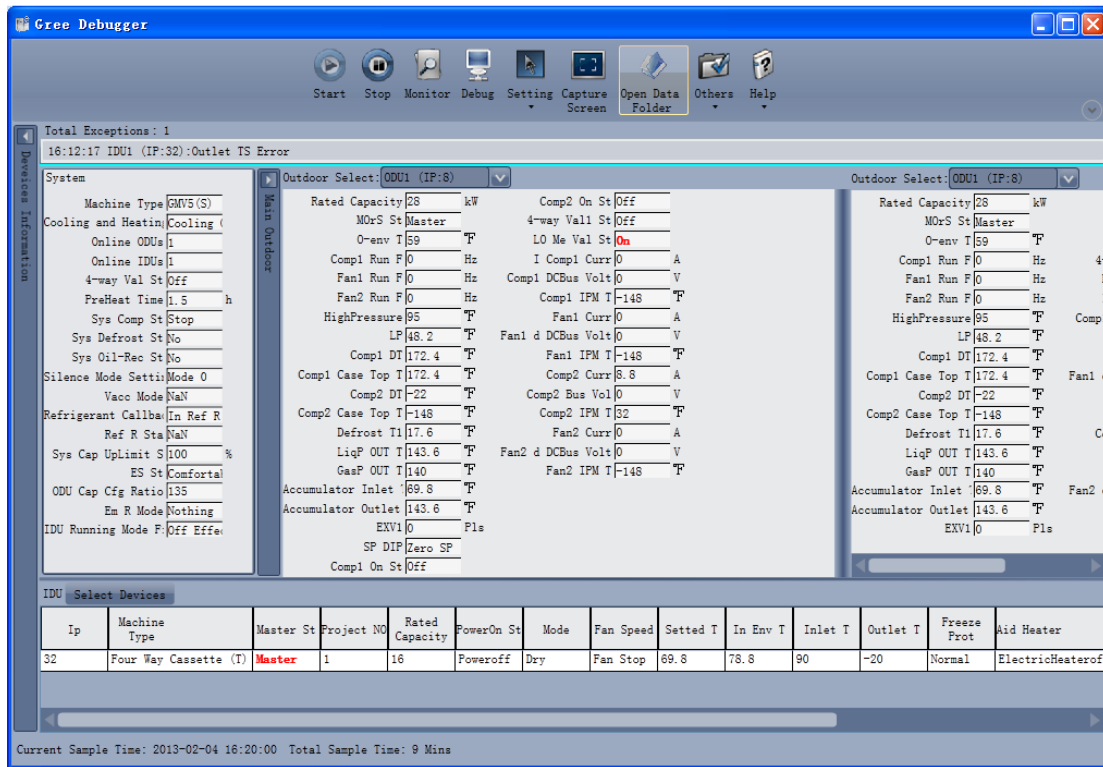 Gree Debugger
Start Stop Monitor Debug Setting Capture Screen Open Data Folder Others Help
Total Exceptions: 1
16:12:17 IDU1 (IP:32):Outlet TS Error
Deveices Information
System
Machine Type GMV5(S)
Cooling and Heatin Cooling (
Online ODUs 1
Online IDUs 1
4-way Val St Off
PreHeat Time 1.5 h
Sys Comp St Stop
Sys Defrost St No
Sys Oil-Rec St No
Silence Mode Setti Mode 0
Vacc Mode NaN
Refrigerant Callba In Ref R
Ref R Sta NaN
Sys Cap UpLimit S 100 %
ES St Comforta
ODU Cap Cfg Ratio 135
Em R Mode Nothing
IDU Running Mode F: Off Effe
Main Outdoor
Outdoor Select: ODU1 (IP:8)
Rated Capacity 28 kW
MOrS St Master
O-env T 59 ℉
Comp1 Run F 0 Hz
Fan1 Run F 0 Hz
Fan2 Run F 0 Hz
HighPressure 95 ℉
LP 48.2 ℉
Comp1 DT 172.4 ℉
Comp1 Case Top T 172.4 ℉
Comp2 DT -22 ℉
Comp2 Case Top T -148 ℉
Defrost T1 17.6 ℉
LiqP OUT T 143.6 ℉
GasP OUT T 140 ℉
Accumulator Inlet 69.8 ℉
Accumulator Outlet 143.6 ℉
EXV1 0 Pls
SP DIP Zero SP
Comp1 On St Off
Comp2 On St Off
4-way Val1 St Off
LO Me Val St On
I Comp1 Curr 0 A
Comp1 DCBus Volt 0 V
Comp1 IPM T -148 ℉
Fan1 Curr 0 A
Fan1 d DCBus Volt 0 V
Fan1 IPM T -148 ℉
Comp2 Curr 8.8 A
Comp2 Bus Vol 0 V
Comp2 IPM T 32 ℉
Fan2 Curr 0 A
Fan2 d DCBus Volt 0 V
Fan2 IPM T -148 ℉
Outdoor Select: ODU1 (IP:8)
Rated Capacity 28 kW
MOrS St Master
O-env T 59 ℉
Comp1 Run F 0 Hz 4
Fan1 Run F 0 Hz
Fan2 Run F 0 Hz
HighPressure 95 ℉ Comp
LP 48.2 ℉
Comp1 DT 172.4 ℉
Comp1 Case Top T 172.4 ℉ Fan1
Comp2 DT -22 ℉
Comp2 Case Top T -148 ℉
Defrost T1 17.6 ℉ C
LiqP OUT T 143.6 ℉
GasP OUT T 140 ℉
Accumulator Inlet 69.8 ℉ Fan2
Accumulator Outlet 143.6 ℉
EXV1 0 Pls
IDU Select Devices
Ip Machine Type Master St Project NO Rated Capacity PowerOn St Mode Fan Speed Setted T In Env T Inlet T Outlet T Freeze Prot Aid Heater
32 Four Way Cassette (T) Master 1 16 Poweroff Dry Fan Stop 69.8 78.8 90 -20 Normal ElectricHeaterof
Current Sample Time: 2013-02-04 16:20:00 Total Sample Time: 9 Mins